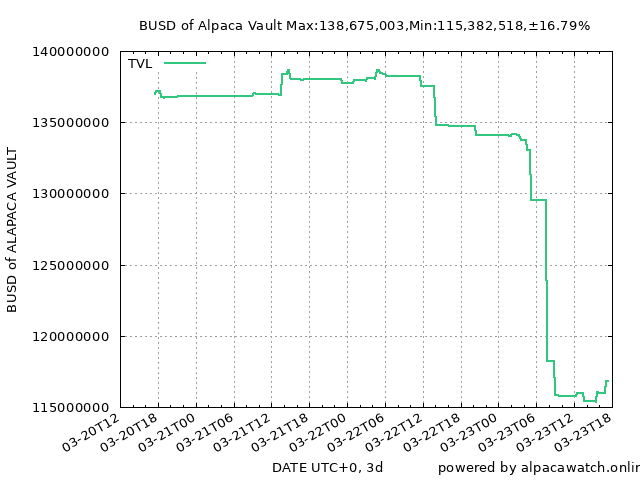 BUSD of Alpaca Vault Max:138,675,003,Min:115,382,518,±16.79%
TVL
140000000
135000000
130000000
125000000
120000000
115000000
BUSD of ALAPACA VAULT
03-20T12
03-20T18
03-21T00
03-21T06
03-21T12
03-21T18
03-22T00
03-22T06
03-22T12
03-22T18
03-23T00
03-23T06
03-23T12
03-23T18
DATE UTC+0, 3d
powered by alpacawatch.onlin